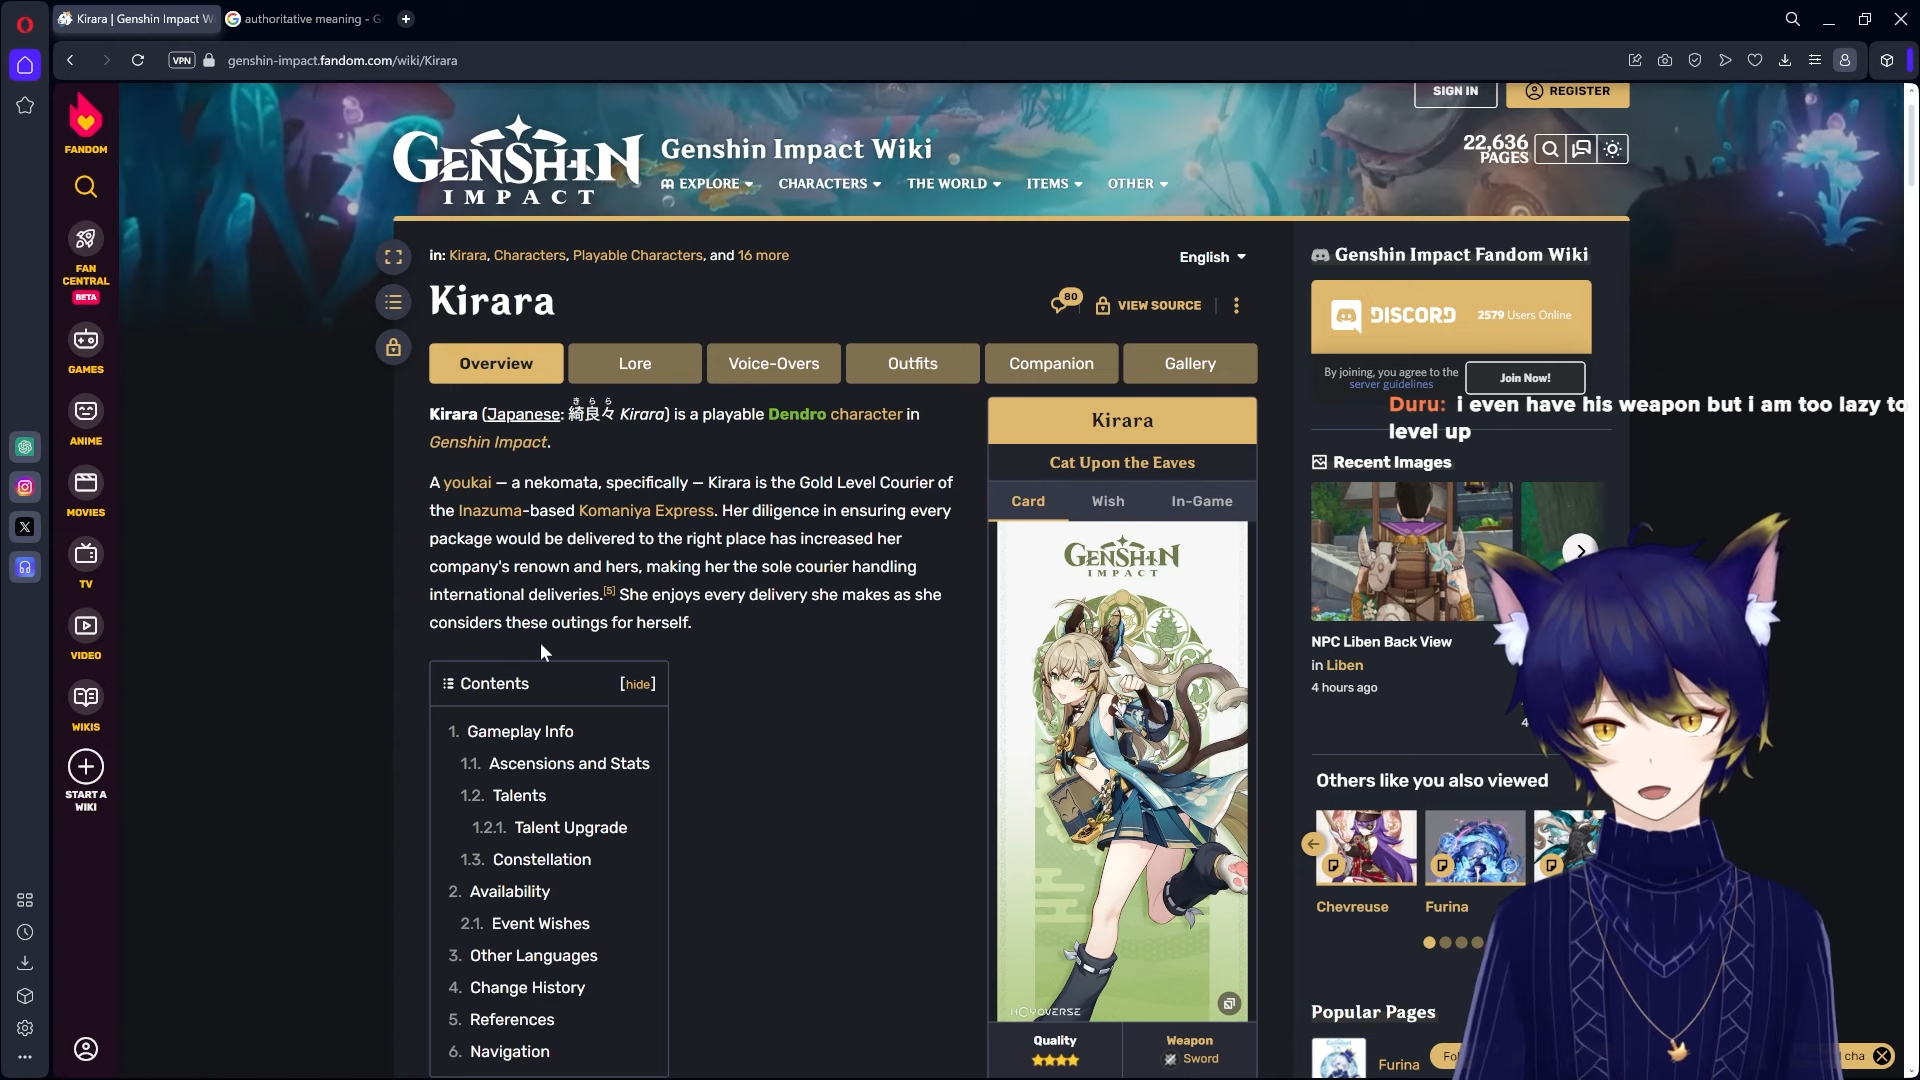 Kirara | Genshin Impact W
authoritative meaning - G
VPN
genshin-impact.fandom.com/wiki/Kirara
SIGN IN
REGISTER
FANDOM
GENSHIN
IMPACT
Genshin Impact Wiki
22,636
PAGES
EXPLORE
CHARACTERS
THE WORLD
ITEMS
OTHER
FAN
CENTRAL
BETA
GAMES
ANIME
MOVIES
TV
VIDEO
WIKIS
START A
WIKI
in: Kirara, Characters, Playable Characters, and 16 more
English
Kirara
80
VIEW SOURCE
Overview
Lore
Voice-Overs
Outfits
Companion
Gallery
きらら
Kirara (Japanese: 綺良々 Kirara) is a playable Dendro character in
Genshin Impact.
A youkai — a nekomata, specifically — Kirara is the Gold Level Courier of
the Inazuma-based Komaniya Express. Her diligence in ensuring every
package would be delivered to the right place has increased her
company's renown and hers, making her the sole courier handling
international deliveries.[5] She enjoys every delivery she makes as she
considers these outings for herself.
Contents [hide]
1. Gameplay Info
1.1. Ascensions and Stats
1.2. Talents
1.2.1. Talent Upgrade
1.3. Constellation
2. Availability
2.1. Event Wishes
3. Other Languages
4. Change History
5. References
6. Navigation
Kirara
Cat Upon the Eaves
Card
Wish
In-Game
GENSHIN
IMPACT
HOYOVERSE
Quality
Weapon
Sword
Genshin Impact Fandom Wiki
DISCORD
2579 Users Online
By joining, you agree to the
server guidelines
Join Now!
Duru: i even have his weapon but i am too lazy to
level up
Recent Images
NPC Liben Back View
in Liben
4 hours ago
4
Others like you also viewed
Chevreuse
Furina
Popular Pages
Furina
Fo
cha